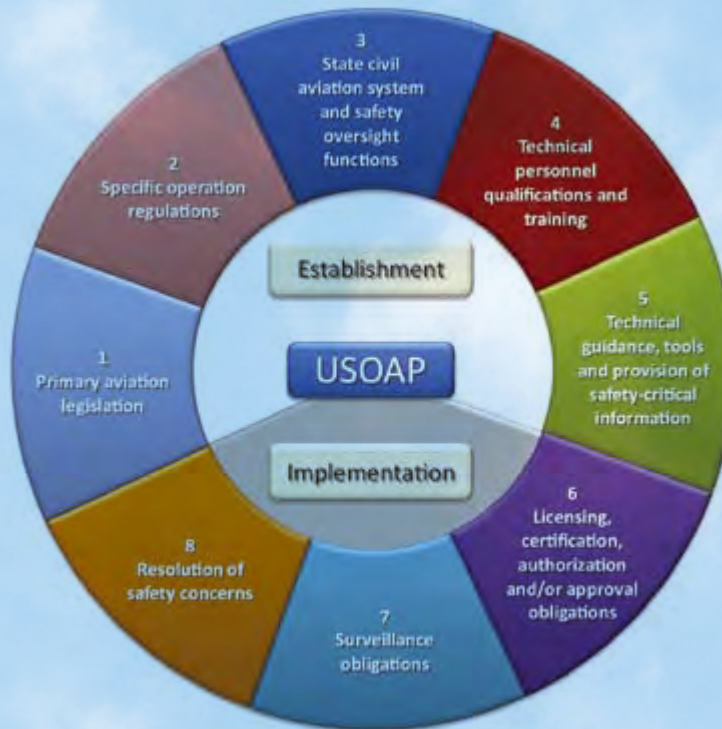 1
Primary aviation
legislation
2
Specific operation
regulations
3
State civil
aviation system
and safety
oversight
functions
4
Technical
personnel
qualifications and
training
5
Technical
guidance, tools
and provision of
safety-critical
information
6
Licensing,
certification,
authorization
and/or approval
obligations
7
Surveillance
obligations
8
Resolution of
safety concerns
Establishment
USOAP
Implementation